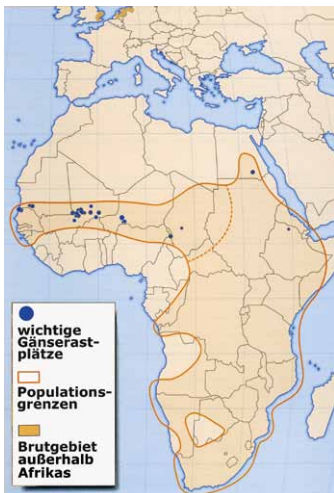 wichtige
Gänserast-
plätze
Populations-
grenzen
Brutgebiet
außerhalb
Afrikas